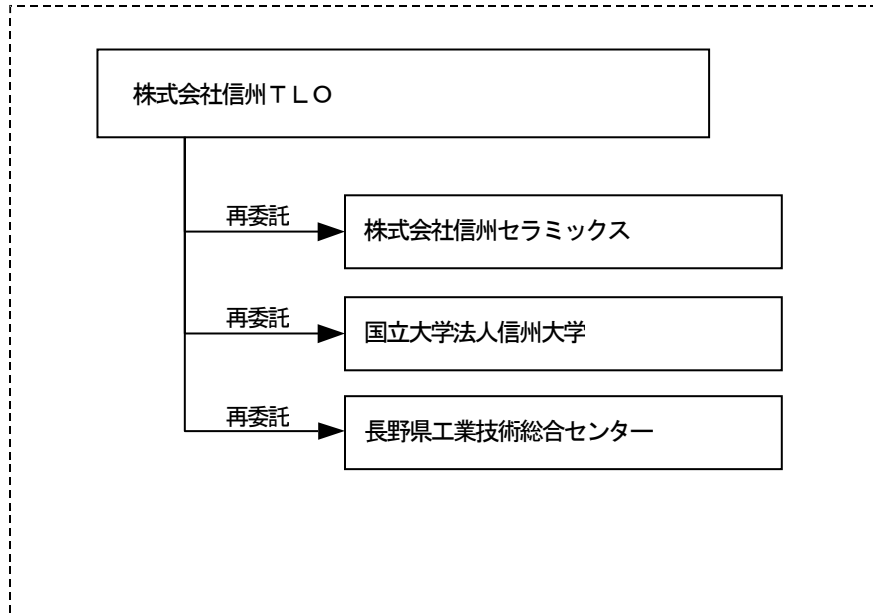 株式会社信州ＴＬＯ
再委託
株式会社信州セラミックス
再委託
国立大学法人信州大学
再委託
長野県工業技術総合センター